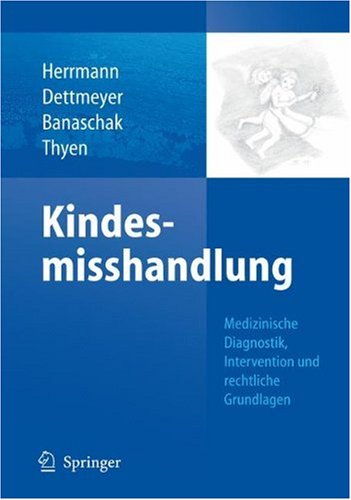 Herrmann
Dettmeyer
Banaschak
Thyen
Kindes-
misshandlung
Medizinische
Diagnostik,
Intervention und
rechtliche
Grundlagen
Springer